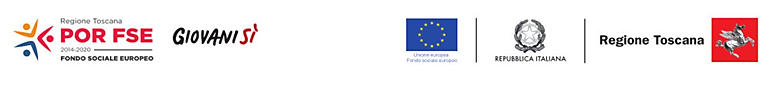 Regione Toscana
POR FSE
2014-2020
FONDO SOCIALE EUROPEO
GIOVANISÌ
Unione europea
Fondo sociale europeo
REPUBBLICA ITALIANA
Regione Toscana